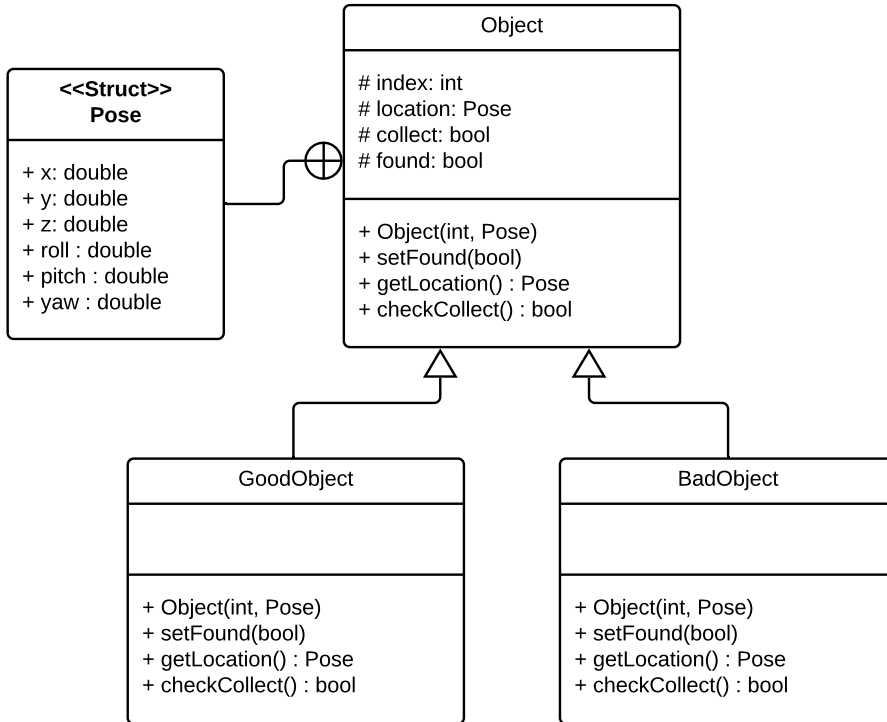 Object
# index: int
# location: Pose
# collect: bool
# found: bool
+ Object(int, Pose)
+ setFound(bool)
+ getLocation() : Pose
+ checkCollect() : bool
<<Struct>>
Pose
+ x: double
+ y: double
+ z: double
+ roll : double
+ pitch : double
+ yaw : double
GoodObject
+ Object(int, Pose)
+ setFound(bool)
+ getLocation() : Pose
+ checkCollect() : bool
BadObject
+ Object(int, Pose)
+ setFound(bool)
+ getLocation() : Pose
+ checkCollect() : bool